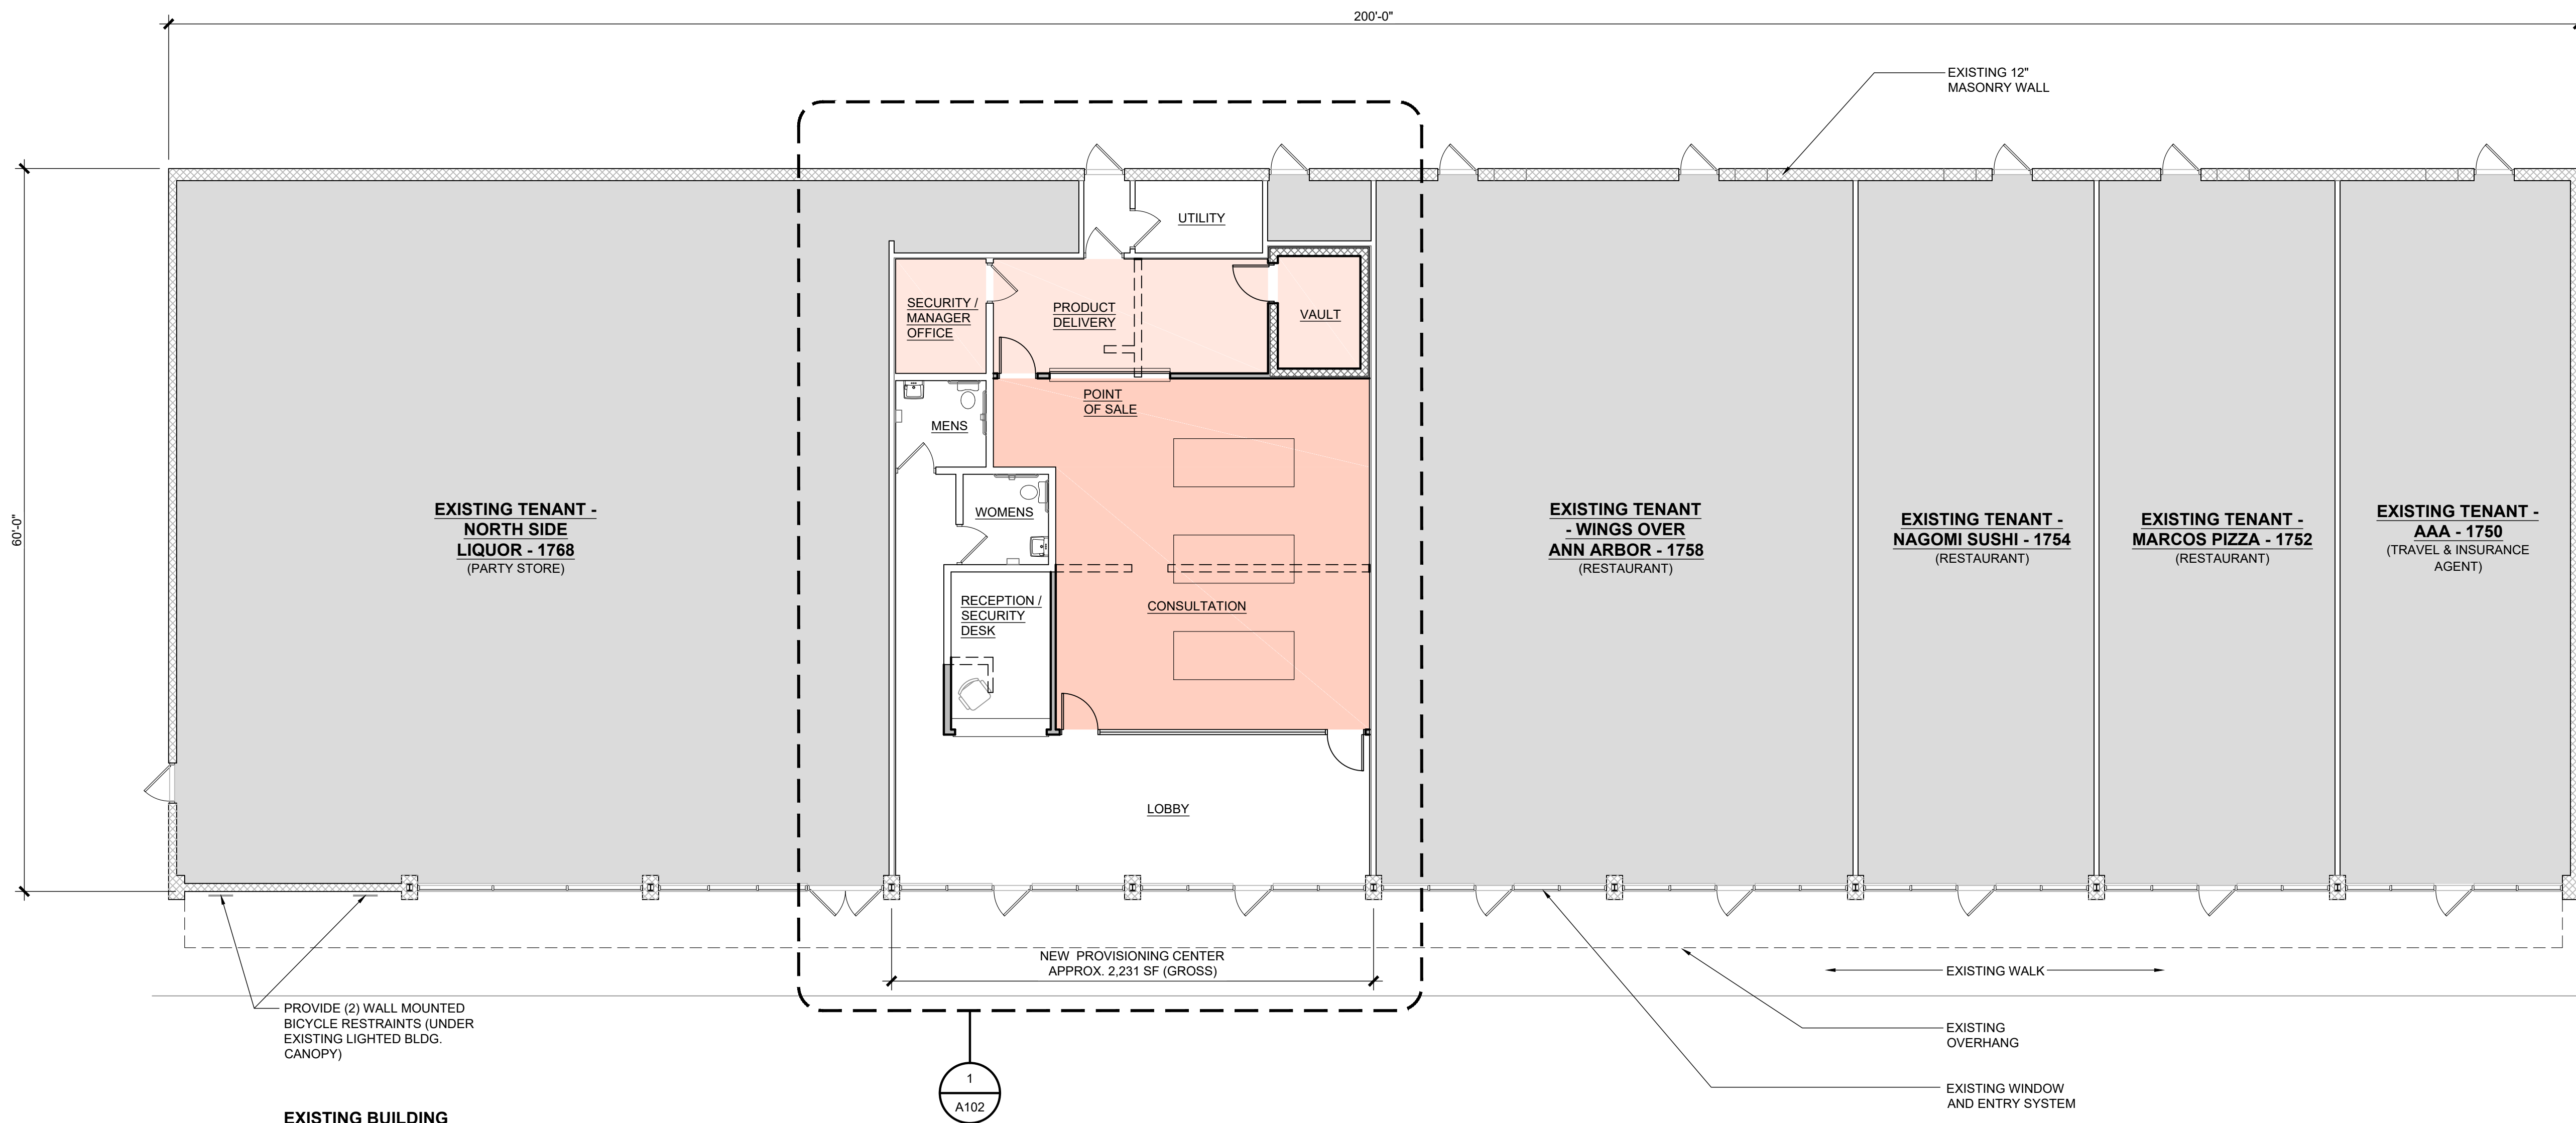 200'-0"
EXISTING 12"
MASONRY WALL
60'-0"
UTILITY
SECURITY /
MANAGER
OFFICE
PRODUCT
DELIVERY
VAULT
POINT
OF SALE
MENS
WOMENS
RECEPTION /
SECURITY
DESK
CONSULTATION
LOBBY
EXISTING TENANT -
NORTH SIDE
LIQUOR - 1768
(PARTY STORE)
EXISTING TENANT
- WINGS OVER
ANN ARBOR - 1758
(RESTAURANT)
EXISTING TENANT -
NAGOMI SUSHI - 1754
(RESTAURANT)
EXISTING TENANT -
MARCOS PIZZA - 1752
(RESTAURANT)
EXISTING TENANT -
AAA - 1750
(TRAVEL & INSURANCE
AGENT)
NEW PROVISIONING CENTER
APPROX. 2,231 SF (GROSS)
EXISTING WALK
PROVIDE (2) WALL MOUNTED
BICYCLE RESTRAINTS (UNDER
EXISTING LIGHTED BLDG.
CANOPY)
EXISTING
OVERHANG
EXISTING WINDOW
AND ENTRY SYSTEM
1
A102
EXISTING BUILDING